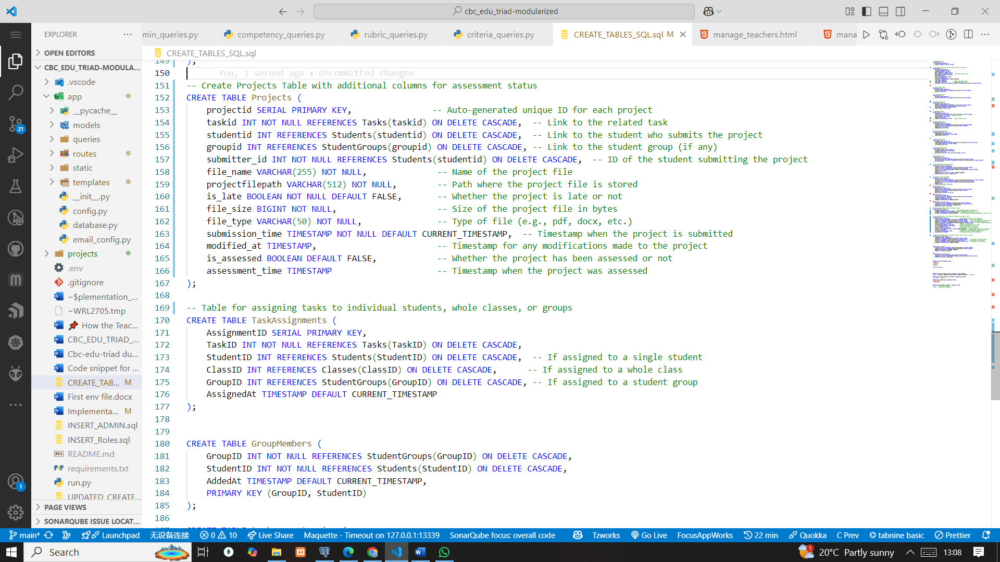 cbc_edu_triad-modularized
EXPLORER
min_queries.py
competency_queries.py
rubric_queries.py
criteria_queries.py
CREATE_TABLES_SQL.sql M
manage_teachers.html
mana
OPEN EDITORS
CBC_EDU_TRIAD-MODULA...
.vscode
app
__pycache__
models
queries
routes
static
templates
__init__.py
config.py
database.py
email_config.py
projects
.env
.gitignore
~$plementation_...
~WRL2705.tmp
How the Teac...
CBC_EDU_TRIAD_...
Cbc-edu-triad du...
Code snippet for ...
CREATE_TAB... M
First env file.docx
Implementa... M
INSERT_ADMIN.sql
INSERT_Roles.sql
README.md
requirements.txt
run.py
UPDATED_CREATE...
PAGE VIEWS
SONARQUBE ISSUE LOCAT...
21
1
CREATE_TABLES_SQL.sql
149 );
150 You, 1 second ago • Uncommitted changes
151 -- Create Projects Table with additional columns for assessment status
152 CREATE TABLE Projects (
153 projectid SERIAL PRIMARY KEY, -- Auto-generated unique ID for each project
154 taskid INT NOT NULL REFERENCES Tasks(taskid) ON DELETE CASCADE, -- Link to the related task
155 studentid INT REFERENCES Students(studentid) ON DELETE CASCADE, -- Link to the student who submits the project
156 groupid INT REFERENCES StudentGroups(groupid) ON DELETE CASCADE, -- Link to the student group (if any)
157 submitter_id INT NOT NULL REFERENCES Students(studentid) ON DELETE CASCADE, -- ID of the student submitting the project
158 file_name VARCHAR(255) NOT NULL, -- Name of the project file
159 projectfilepath VARCHAR(512) NOT NULL, -- Path where the project file is stored
160 is_late BOOLEAN NOT NULL DEFAULT FALSE, -- Whether the project is late or not
161 file_size BIGINT NOT NULL, -- Size of the project file in bytes
162 file_type VARCHAR(50) NOT NULL, -- Type of file (e.g., pdf, docx, etc.)
163 submission_time TIMESTAMP NOT NULL DEFAULT CURRENT_TIMESTAMP, -- Timestamp when the project is submitted
164 modified_at TIMESTAMP, -- Timestamp for any modifications made to the project
165 is_assessed BOOLEAN DEFAULT FALSE, -- Whether the project has been assessed or not
166 assessment_time TIMESTAMP -- Timestamp when the project was assessed
167 );
168
169 -- Table for assigning tasks to individual students, whole classes, or groups
170 CREATE TABLE TaskAssignments (
171 AssignmentID SERIAL PRIMARY KEY,
172 TaskID INT NOT NULL REFERENCES Tasks(TaskID) ON DELETE CASCADE,
173 StudentID INT REFERENCES Students(StudentID) ON DELETE CASCADE, -- If assigned to a single student
174 ClassID INT REFERENCES Classes(ClassID) ON DELETE CASCADE, -- If assigned to a whole class
175 GroupID INT REFERENCES StudentGroups(GroupID) ON DELETE CASCADE, -- If assigned to a student group
176 AssignedAt TIMESTAMP DEFAULT CURRENT_TIMESTAMP
177 );
178
179
180 CREATE TABLE GroupMembers (
181 GroupID INT NOT NULL REFERENCES StudentGroups(GroupID) ON DELETE CASCADE,
182 StudentID INT NOT NULL REFERENCES Students(StudentID) ON DELETE CASCADE,
183 AddedAt TIMESTAMP DEFAULT CURRENT_TIMESTAMP,
184 PRIMARY KEY (GroupID, StudentID)
185 );
186
main* Launchpad 无设备连接 0 10 Live Share Maquette - Timeout on 127.0.0.1:13339 SonarQube focus: overall code Tzworks Go Live FocusAppWorks 22 min Quokka C Prev tabnine basic Prettier
Search
1 20°C Partly sunny 13:08